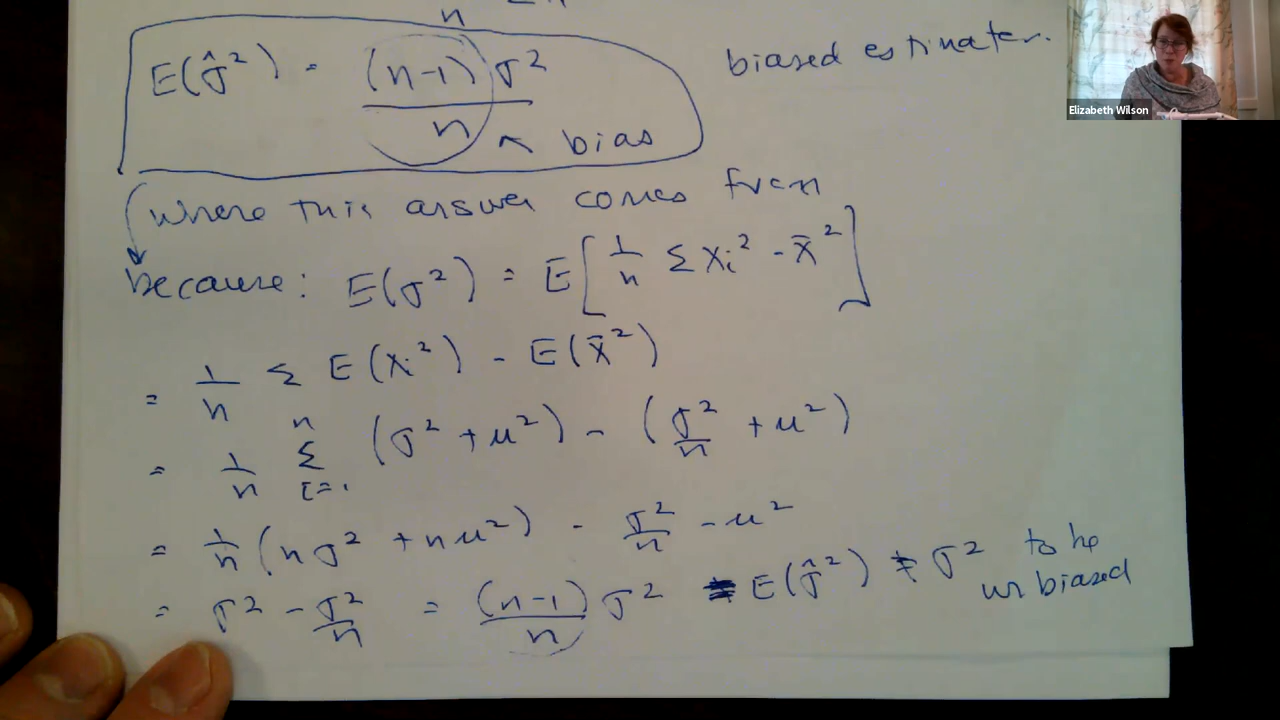 n
E(σ̂²) = (n-1)σ² / n ↖ bias
biased estimater.
Elizabeth Wilson
where this answer comes from
because: E(σ²) = E[1/n Σ Xi² - X̄²]
= 1/n Σ E(Xi²) - E(X̄²)
= 1/n Σ i=1 n (σ² + μ²) - (σ²/n + μ²)
= 1/n (nσ² + nμ²) - σ²/n - μ²
= σ² - σ²/n = (n-1)/n σ² E(σ̂²) ≠ σ² to be
unbiased